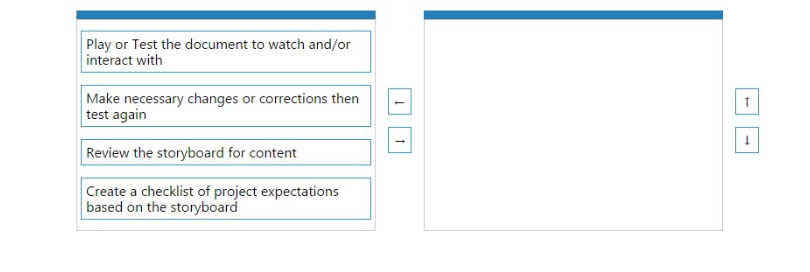 Play or Test the document to watch and/or
interact with
Make necessary changes or corrections then
test again
Review the storyboard for content
Create a checklist of project expectations
based on the storyboard